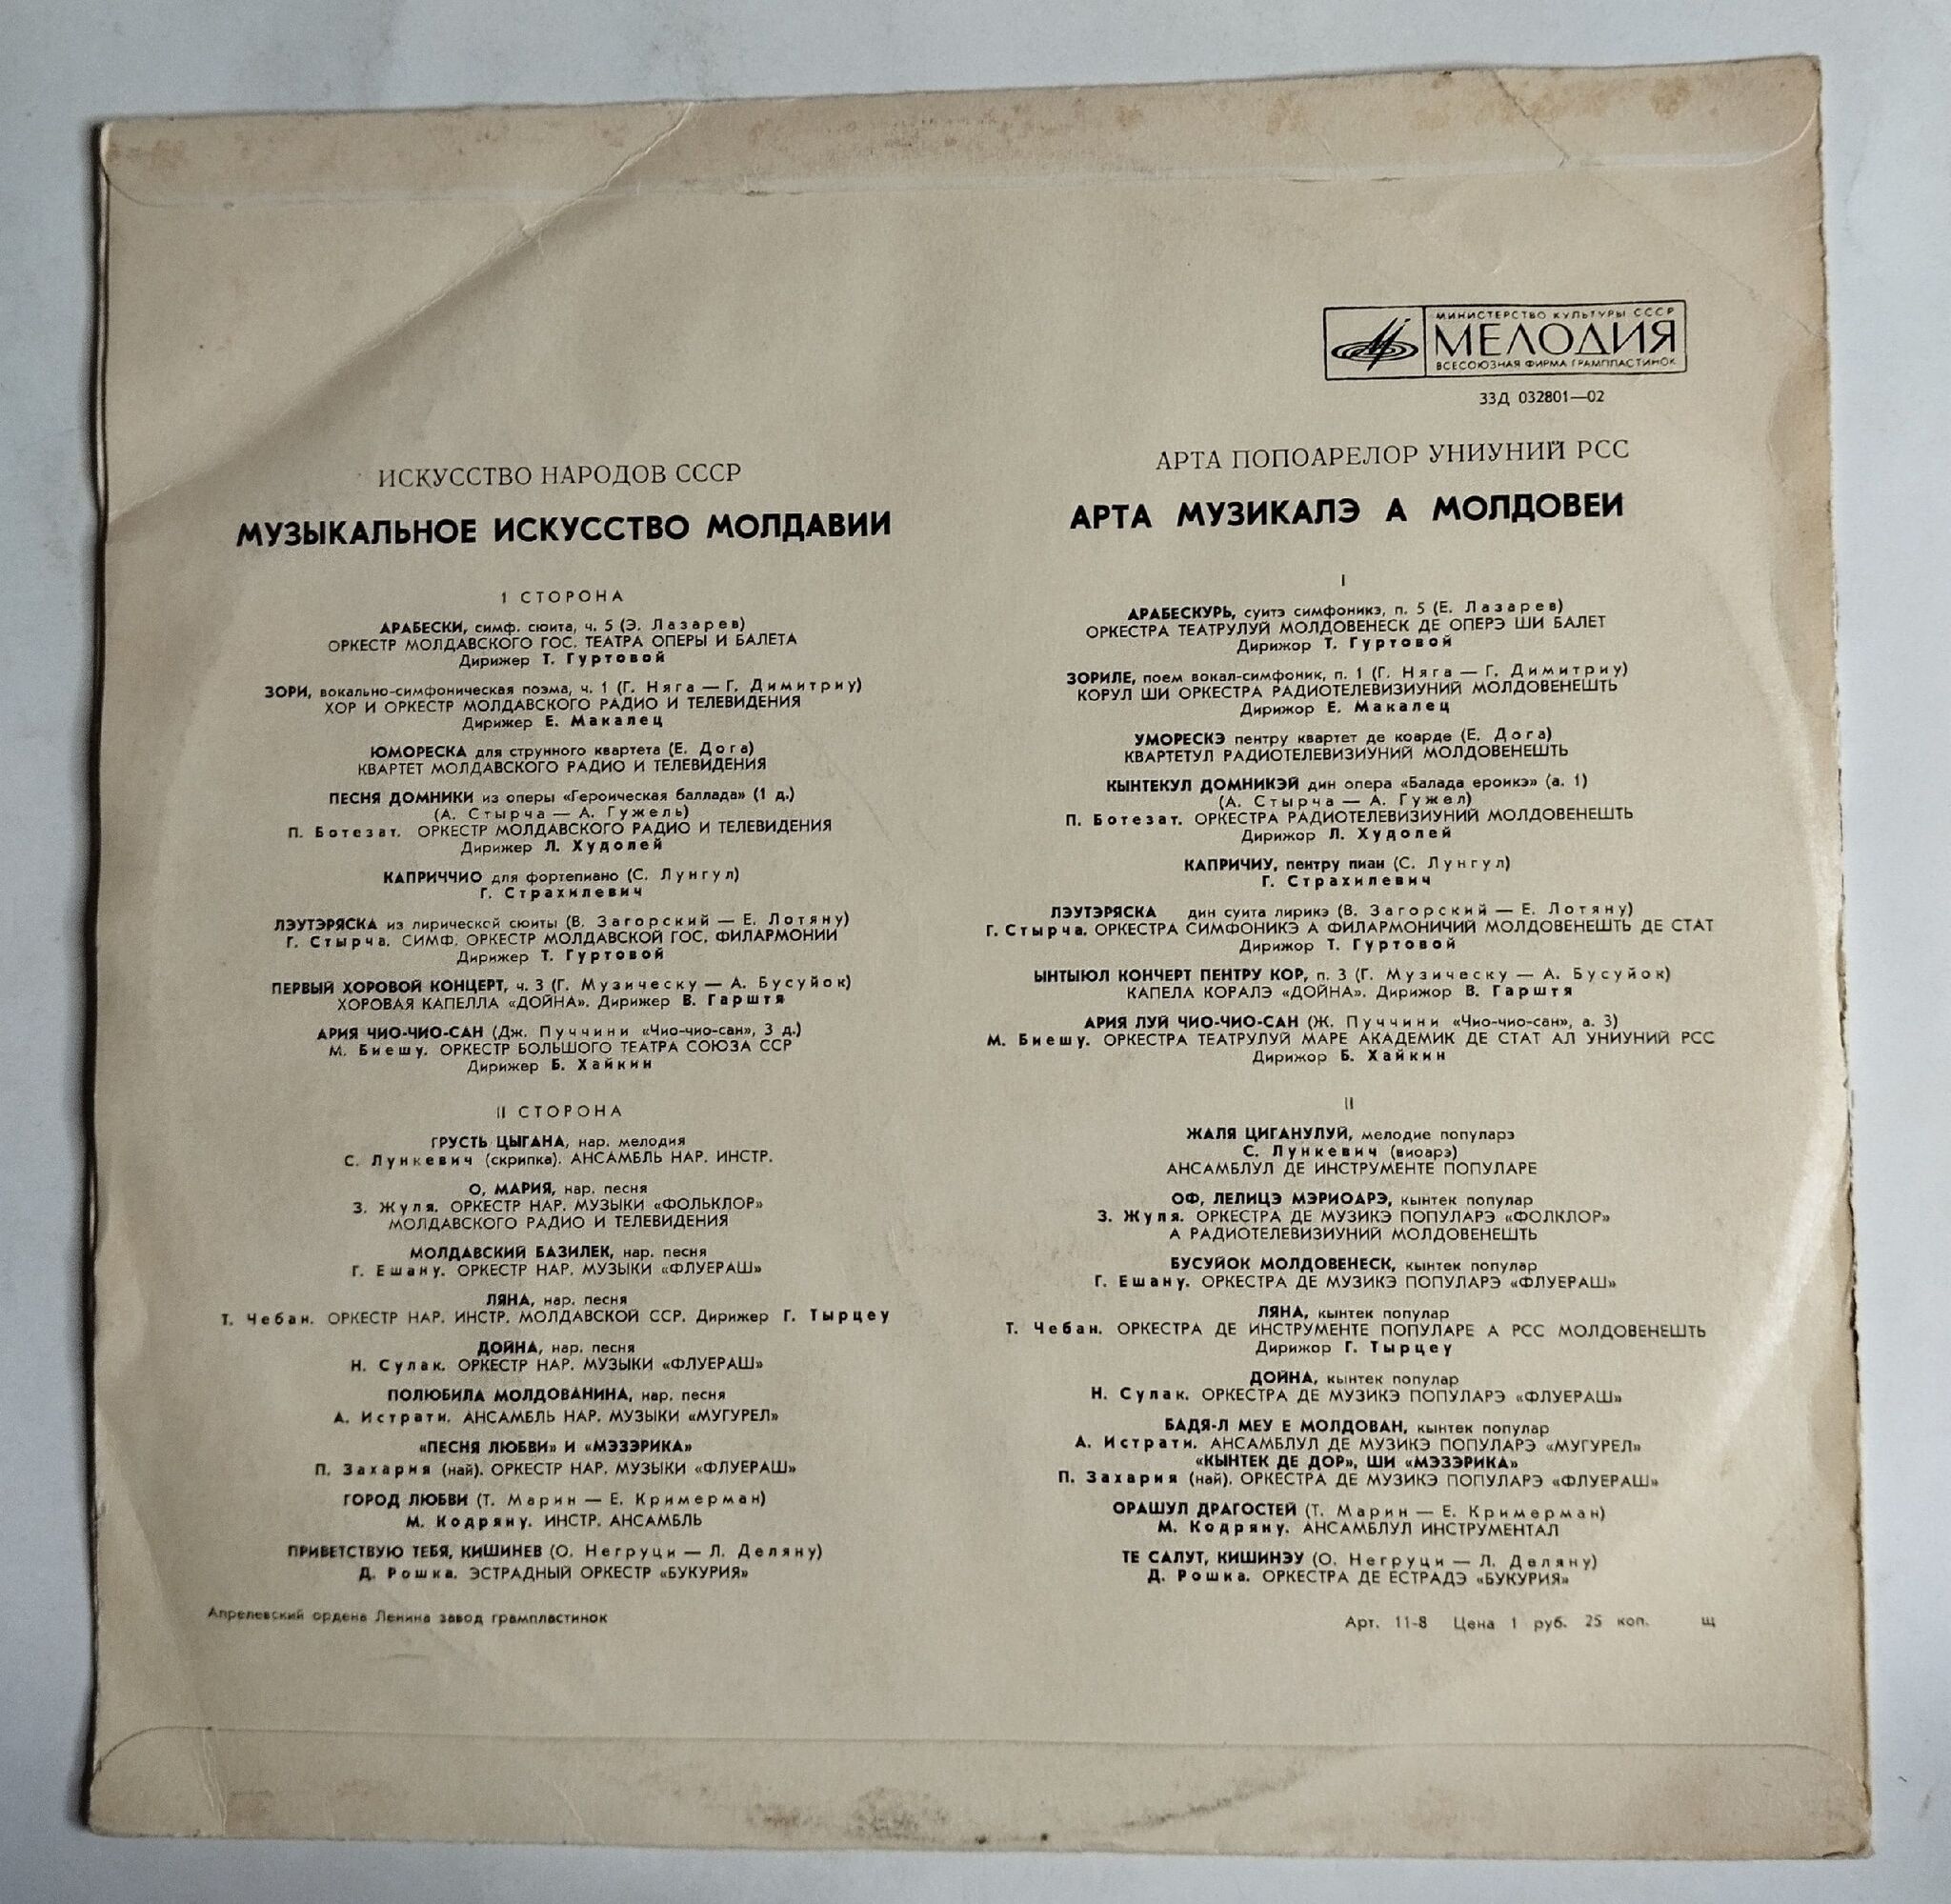 МИНИСТЕРСТВО КУЛЬТУРЫ СССР
МЕЛОДИЯ
ВСЕСОЮЗНАЯ ФИРМА ГРАМПЛАСТИНОК
33Д 032801—02
ИСКУССТВО НАРОДОВ СССР
МУЗЫКАЛЬНОЕ ИСКУССТВО МОЛДАВИИ
I СТОРОНА
АРАБЕСКИ, симф. сюита, ч. 5 (Э. Лазарев)
ОРКЕСТР МОЛДАВСКОГО ГОС. ТЕАТРА ОПЕРЫ И БАЛЕТА
Дирижер Т. Гуртовой
ЗОРИ, вокально-симфоническая поэма, ч. 1 (Г. Няга — Г. Димитриу)
ХОР И ОРКЕСТР МОЛДАВСКОГО РАДИО И ТЕЛЕВИДЕНИЯ
Дирижер Е. Макалец
ЮМОРЕСКА для струнного квартета (Е. Дога)
КВАРТЕТ МОЛДАВСКОГО РАДИО И ТЕЛЕВИДЕНИЯ
ПЕСНЯ ДОМНИКИ из оперы «Героическая баллада» (1 д.)
(А. Стырча — А. Гужель)
П. Ботезат. ОРКЕСТР МОЛДАВСКОГО РАДИО И ТЕЛЕВИДЕНИЯ
Дирижер Л. Худолей
КАПРИЧЧИО для фортепиано (С. Лунгул)
Г. Страхилевич
ЛЭУТЭРЯСКА из лирической сюиты (В. Загорский — Е. Лотяну)
Г. Стырча. СИМФ. ОРКЕСТР МОЛДАВСКОЙ ГОС. ФИЛАРМОНИИ
Дирижер Т. Гуртовой
ПЕРВЫЙ ХОРОВОЙ КОНЦЕРТ, ч. 3 (Г. Музическу — А. Бусуйок)
ХОРОВАЯ КАПЕЛЛА «ДОЙНА». Дирижер В. Гарштя
АРИЯ ЧИО-ЧИО-САН (Дж. Пуччини «Чио-чио-сан», 3 д.)
М. Биешу. ОРКЕСТР БОЛЬШОГО ТЕАТРА СОЮЗА ССР
Дирижер Б. Хайкин
II СТОРОНА
ГРУСТЬ ЦЫГАНА, нар. мелодия
С. Лункевич (скрипка). АНСАМБЛЬ НАР. ИНСТР.
О, МАРИЯ, нар. песня
З. Жуля. ОРКЕСТР НАР. МУЗЫКИ «ФОЛЬКЛОР»
МОЛДАВСКОГО РАДИО И ТЕЛЕВИДЕНИЯ
МОЛДАВСКИЙ БАЗИЛЕК, нар. песня
Г. Ешану. ОРКЕСТР НАР. МУЗЫКИ «ФЛУЕРАШ»
ЛЯНА, нар. песня
Т. Чебан. ОРКЕСТР НАР. ИНСТР. МОЛДАВСКОЙ ССР. Дирижер Г. Тырцеу
ДОЙНА, нар. песня
Н. Сулак. ОРКЕСТР НАР. МУЗЫКИ «ФЛУЕРАШ»
ПОЛЮБИЛА МОЛДОВАНИНА, нар. песня
А. Истрати. АНСАМБЛЬ НАР. МУЗЫКИ «МУГУРЕЛ»
«ПЕСНЯ ЛЮБВИ» И «МЭЗЭРИКА»
П. Захария (най). ОРКЕСТР НАР. МУЗЫКИ «ФЛУЕРАШ»
ГОРОД ЛЮБВИ (Т. Марин — Е. Кримерман)
М. Кодряну. ИНСТР. АНСАМБЛЬ
ПРИВЕТСТВУЮ ТЕБЯ, КИШИНЕВ (О. Негруци — Л. Деляну)
Д. Рошка. ЭСТРАДНЫЙ ОРКЕСТР «БУКУРИЯ»
Апрелевский ордена Ленина завод грампластинок
АРТА ПОПОАРЕЛОР УНИУНИЙ РСС
АРТА МУЗИКАЛЭ А МОЛДОВЕИ
I
АРАБЕСКУРЬ, суитэ симфоникэ, п. 5 (Е. Лазарев)
ОРКЕСТРА ТЕАТРУЛУЙ МОЛДОВЕНЕСК ДЕ ОПЕРЭ ШИ БАЛЕТ
Дирижор Т. Гуртовой
ЗОРИЛЕ, поем вокал-симфоник, п. 1 (Г. Няга — Г. Димитриу)
КОРУЛ ШИ ОРКЕСТРА РАДИОТЕЛЕВИЗИУНИЙ МОЛДОВЕНЕШТЬ
Дирижор Е. Макалец
УМОРЕСКЭ пентру квартет де коарде (Е. Дога)
КВАРТЕТУЛ РАДИОТЕЛЕВИЗИУНИЙ МОЛДОВЕНЕШТЬ
КЫНТЕКУЛ ДОМНИКЭЙ дин опера «Балада ероикэ» (а. 1)
(А. Стырча — А. Гужел)
П. Ботезат. ОРКЕСТРА РАДИОТЕЛЕВИЗИУНИЙ МОЛДОВЕНЕШТЬ
Дирижор Л. Худолей
КАПРИЧИУ, пентру пиан (С. Лунгул)
Г. Страхилевич
ЛЭУТЭРЯСКА дин суита лирикэ (В. Загорский — Е. Лотяну)
Г. Стырча. ОРКЕСТРА СИМФОНИКЭ А ФИЛАРМОНИЧИЙ МОЛДОВЕНЕШТЬ ДЕ СТАТ
Дирижор Т. Гуртовой
ЫНТЫЮЛ КОНЧЕРТ ПЕНТРУ КОР, п. 3 (Г. Музическу — А. Бусуйок)
КАПЕЛА КОРАЛЭ «ДОЙНА». Дирижор В. Гарштя
АРИЯ ЛУЙ ЧИО-ЧИО-САН (Ж. Пуччини «Чио-чио-сан», а. 3)
М. Биешу. ОРКЕСТРА ТЕАТРУЛУЙ МАРЕ АКАДЕМИК ДЕ СТАТ АЛ УНИУНИЙ РСС
Дирижор Б. Хайкин
II
ЖАЛЯ ЦИГАНУЛУЙ, мелодие популарэ
С. Лункевич (виоарэ)
АНСАМБЛУЛ ДЕ ИНСТРУМЕНТЕ ПОПУЛАРЕ
ОФ, ЛЕЛИЦЭ МЭРИОАРЭ, кынтек популар
З. Жуля. ОРКЕСТРА ДЕ МУЗИКЭ ПОПУЛАРЭ «ФОЛКЛОР»
А РАДИОТЕЛЕВИЗИУНИЙ МОЛДОВЕНЕШТЬ
БУСУЙОК МОЛДОВЕНЕСК, кынтек популар
Г. Ешану. ОРКЕСТРА ДЕ МУЗИКЭ ПОПУЛАРЭ «ФЛУЕРАШ»
ЛЯНА, кынтек популар
Т. Чебан. ОРКЕСТРА ДЕ ИНСТРУМЕНТЕ ПОПУЛАРЕ А РСС МОЛДОВЕНЕШТЬ
Дирижор Г. Тырцеу
ДОЙНА, кынтек популар
Н. Сулак. ОРКЕСТРА ДЕ МУЗИКЭ ПОПУЛАРЭ «ФЛУЕРАШ»
БАДЯ-Л МЕУ Е МОЛДОВАН, кынтек популар
А. Истрати. АНСАМБЛУЛ ДЕ МУЗИКЭ ПОПУЛАРЭ «МУГУРЕЛ»
«КЫНТЕК ДЕ ДОР», ШИ «МЭЗЭРИКА»
П. Захария (най). ОРКЕСТРА ДЕ МУЗИКЭ ПОПУЛАРЭ «ФЛУЕРАШ»
ОРАШУЛ ДРАГОСТЕЙ (Т. Марин — Е. Кримерман)
М. Кодряну. АНСАМБЛУЛ ИНСТРУМЕНТАЛ
ТЕ САЛУТ, КИШИНЭУ (О. Негруци — Л. Деляну)
Д. Рошка. ОРКЕСТРА ДЕ ЕСТРАДЭ «БУКУРИЯ»
Арт. 11-8 Цена 1 руб. 25 коп. щ